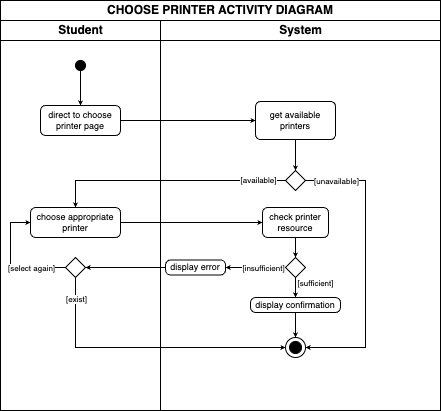 CHOOSE PRINTER ACTIVITY DIAGRAM
Student
System
direct to choose
printer page
get available
printers
[available]
[unavailable]
choose appropriate
printer
check printer
resource
[select again]
display error
[insufficient]
[sufficient]
[exist]
display confirmation